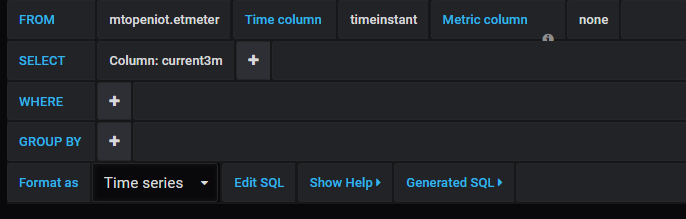 FROM mtopeniot.etmeter Time column timeinstant Metric column none
SELECT Column: current3m
WHERE
GROUP BY
Format as Time series Edit SQL Show Help Generated SQL